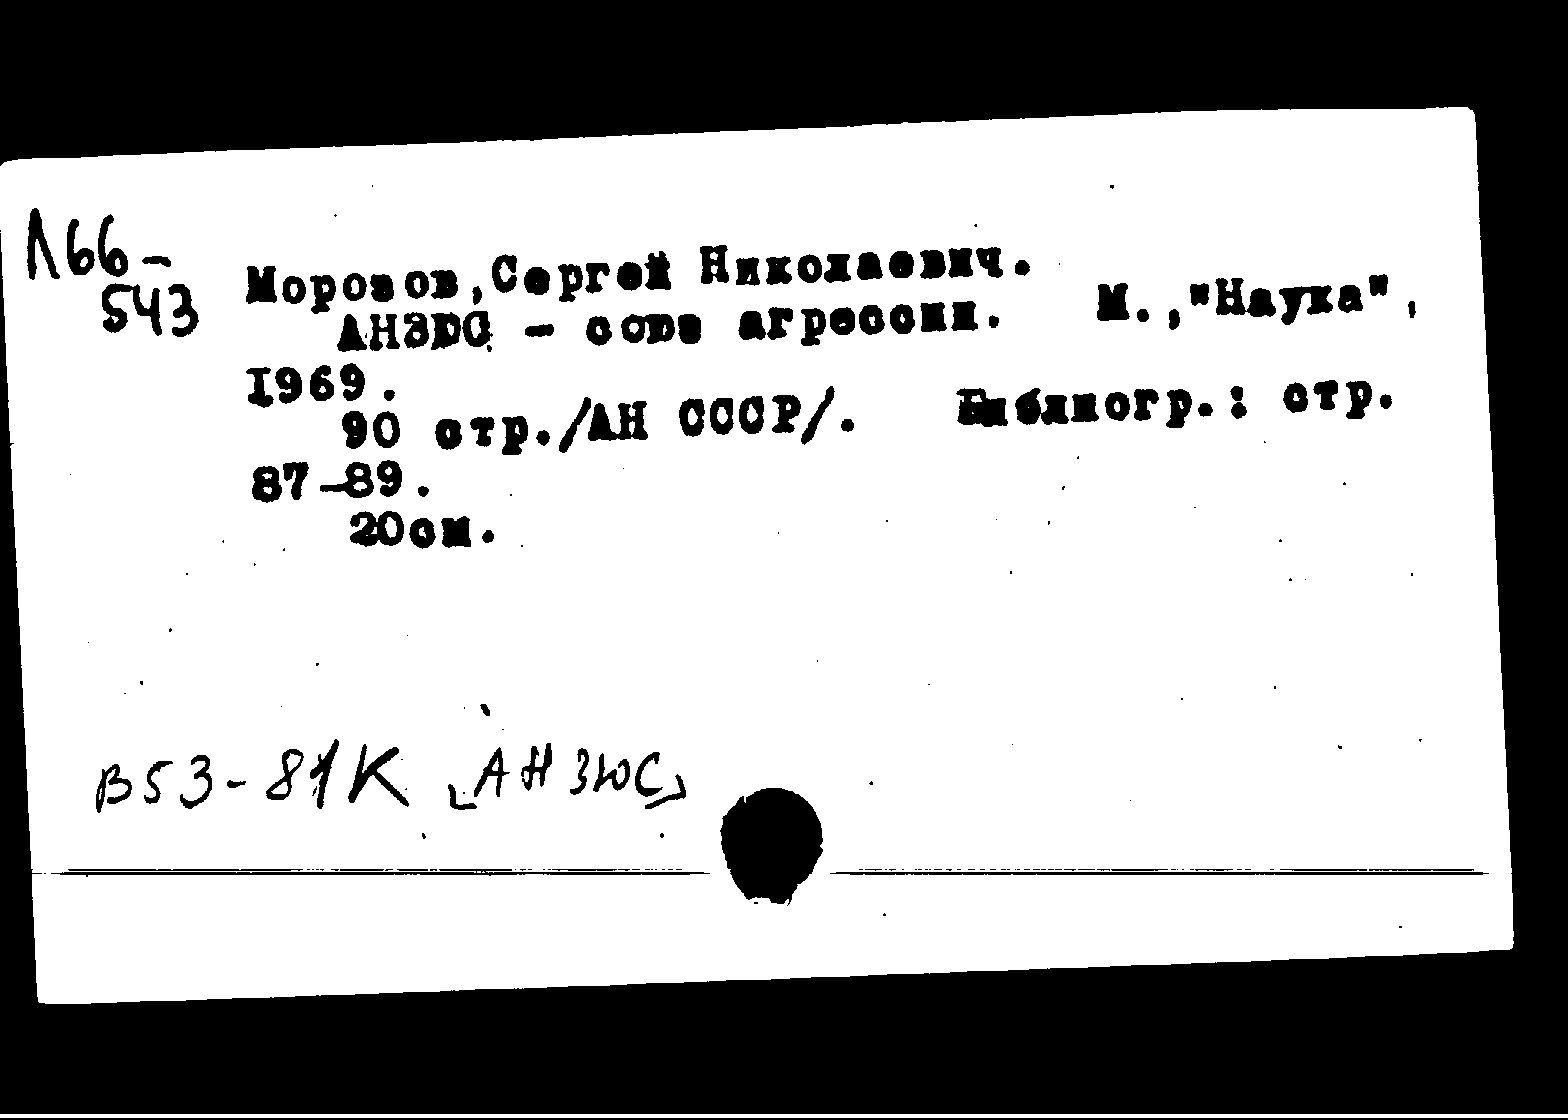 Л66-
543
Морозов,Сергей Николаевич.
АНЗЮС - союз агрессии. М.,"Наука",
1969.
90 стр./АН СССР/. Библиогр.: стр.
87-89.
20см.
В53-81К [АНЗЮС]